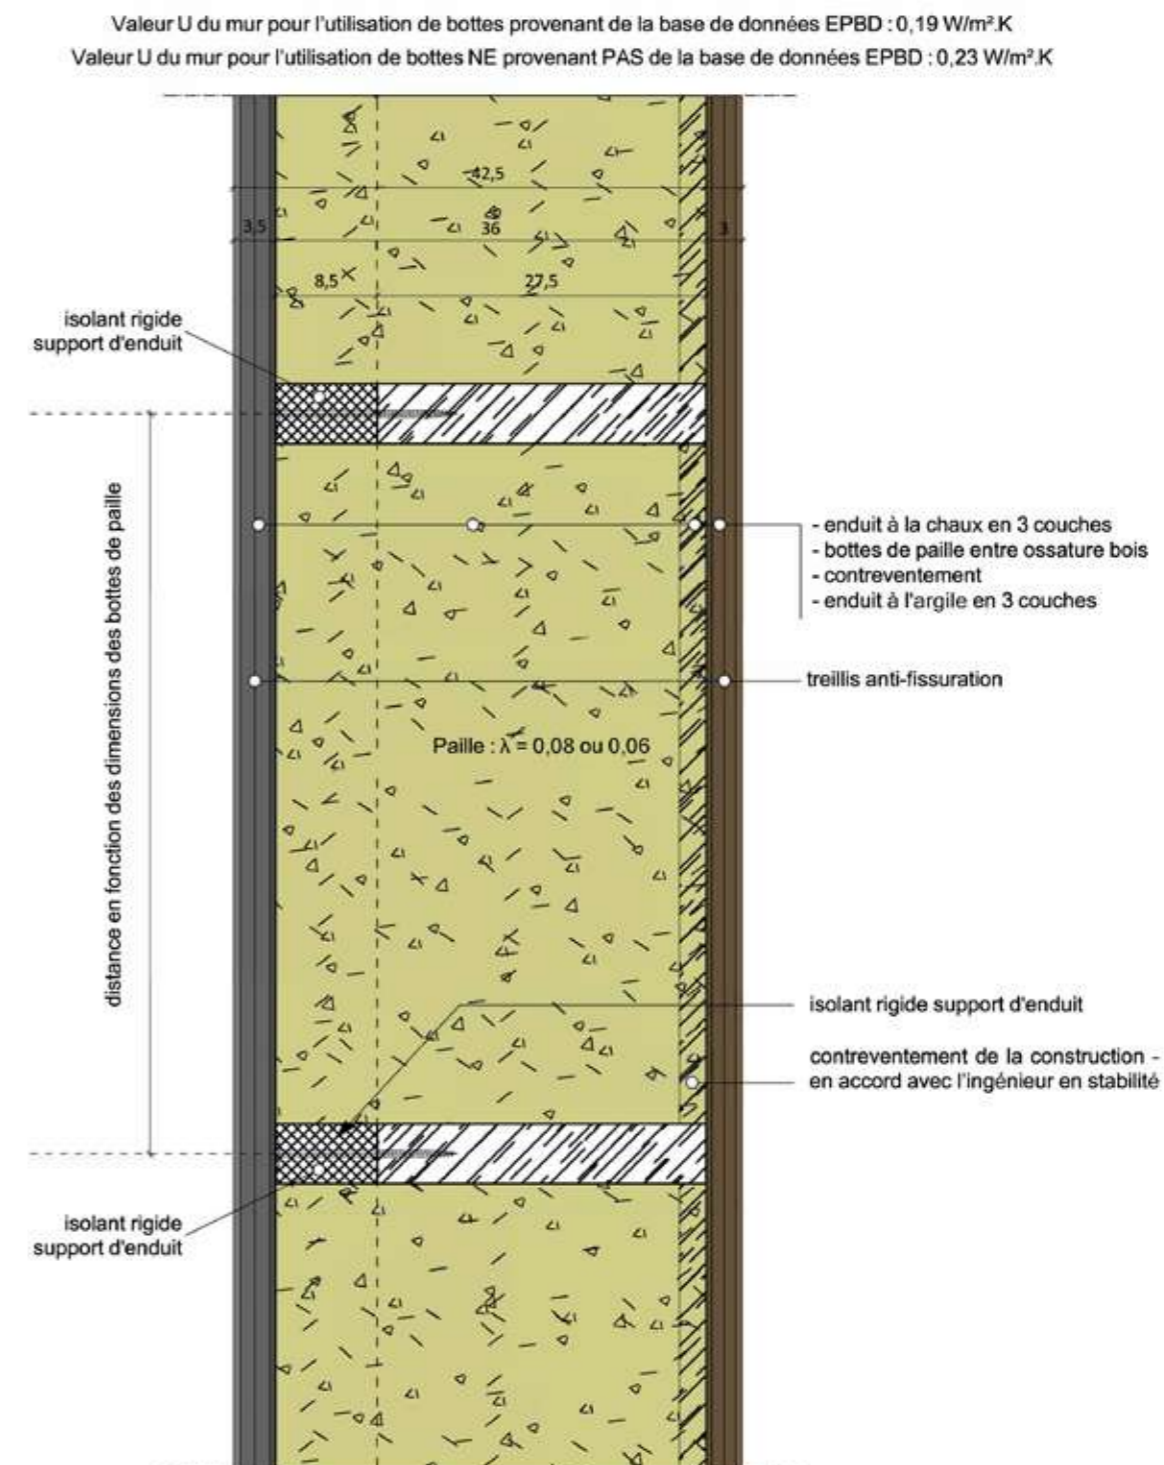 Valeur U du mur pour l'utilisation de bottes provenant de la base de données EPBD : 0,19 W/m².K
Valeur U du mur pour l'utilisation de bottes NE provenant PAS de la base de données EPBD : 0,23 W/m².K
42,5
3,5
36
3
8,5
27,5
isolant rigide
support d'enduit
distance en fonction des dimensions des bottes de paille
- enduit à la chaux en 3 couches
- bottes de paille entre ossature bois
- contreventement
- enduit à l'argile en 3 couches
treillis anti-fissuration
Paille : λ = 0,08 ou 0,06
isolant rigide support d'enduit
contreventement de la construction -
en accord avec l'ingénieur en stabilité
isolant rigide
support d'enduit